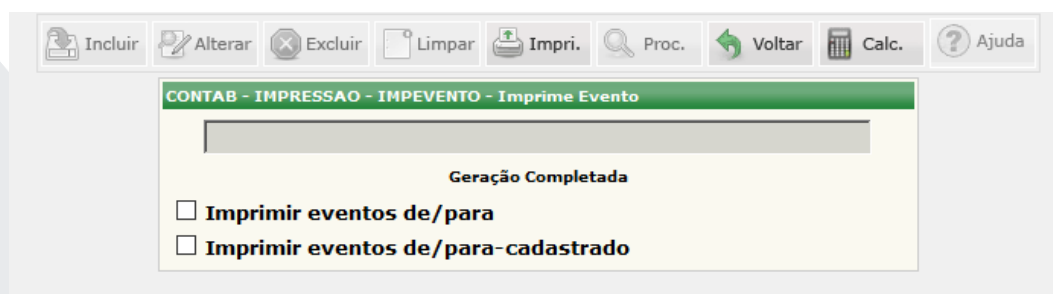 Incluir Alterar Excluir Limpar Impri. Proc. Voltar Calc. Ajuda
CONTAB - IMPRESSAO - IMPEVENTO - Imprime Evento
Geração Completada
Imprimir eventos de/para
Imprimir eventos de/para-cadastrado